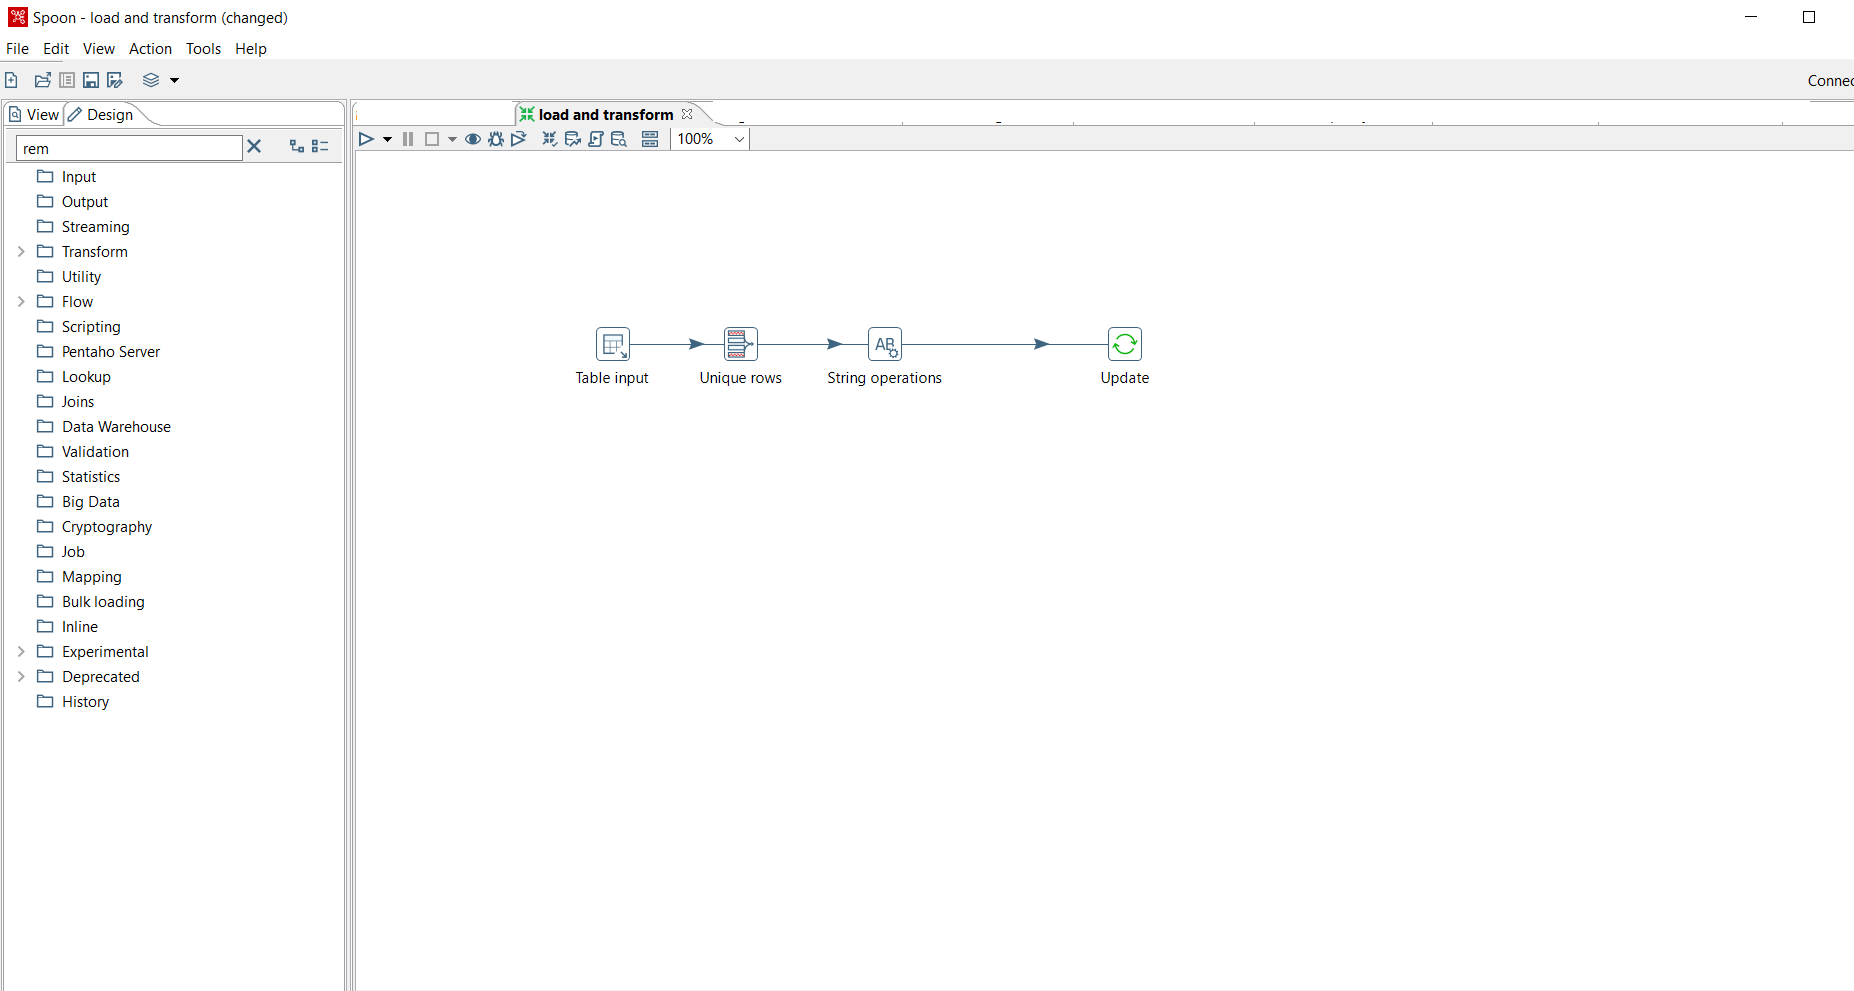 Spoon - load and transform (changed)
File Edit View Action Tools Help
Connec
View Design
load and transform
100%
rem
Input
Output
Streaming
Transform
Utility
Flow
Scripting
Pentaho Server
Lookup
Joins
Data Warehouse
Validation
Statistics
Big Data
Cryptography
Job
Mapping
Bulk loading
Inline
Experimental
Deprecated
History
AB
Table input Unique rows String operations Update